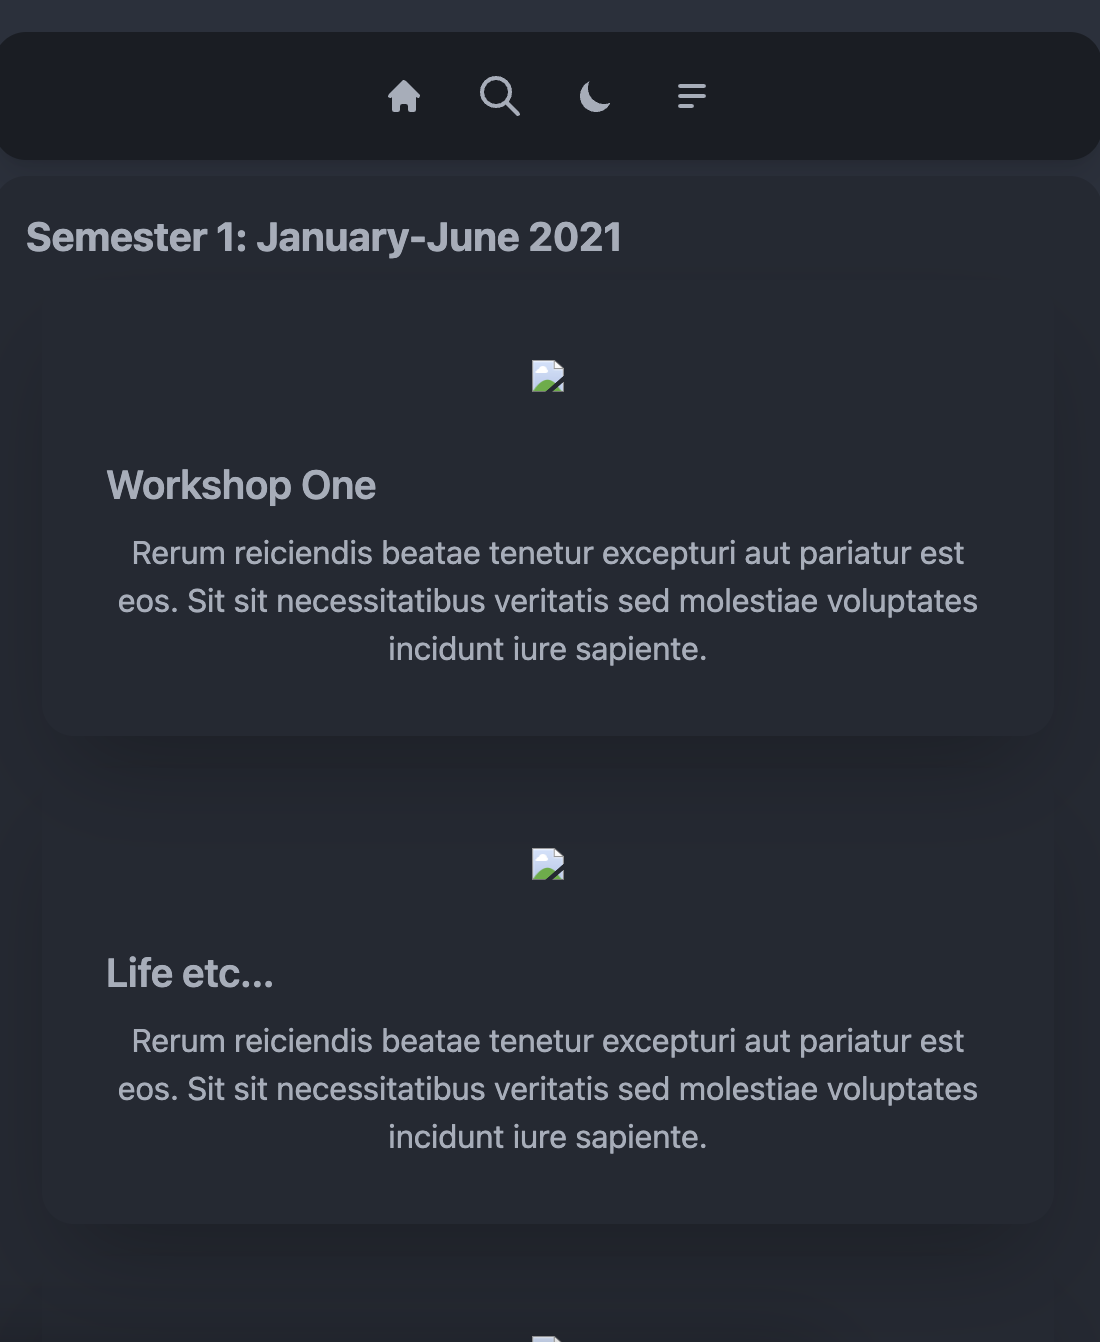 Semester 1: January-June 2021
Workshop One
Rerum reiciendis beatae tenetur excepturi aut pariatur est
eos. Sit sit necessitatibus veritatis sed molestiae voluptates
incidunt iure sapiente.
Life etc...
Rerum reiciendis beatae tenetur excepturi aut pariatur est
eos. Sit sit necessitatibus veritatis sed molestiae voluptates
incidunt iure sapiente.